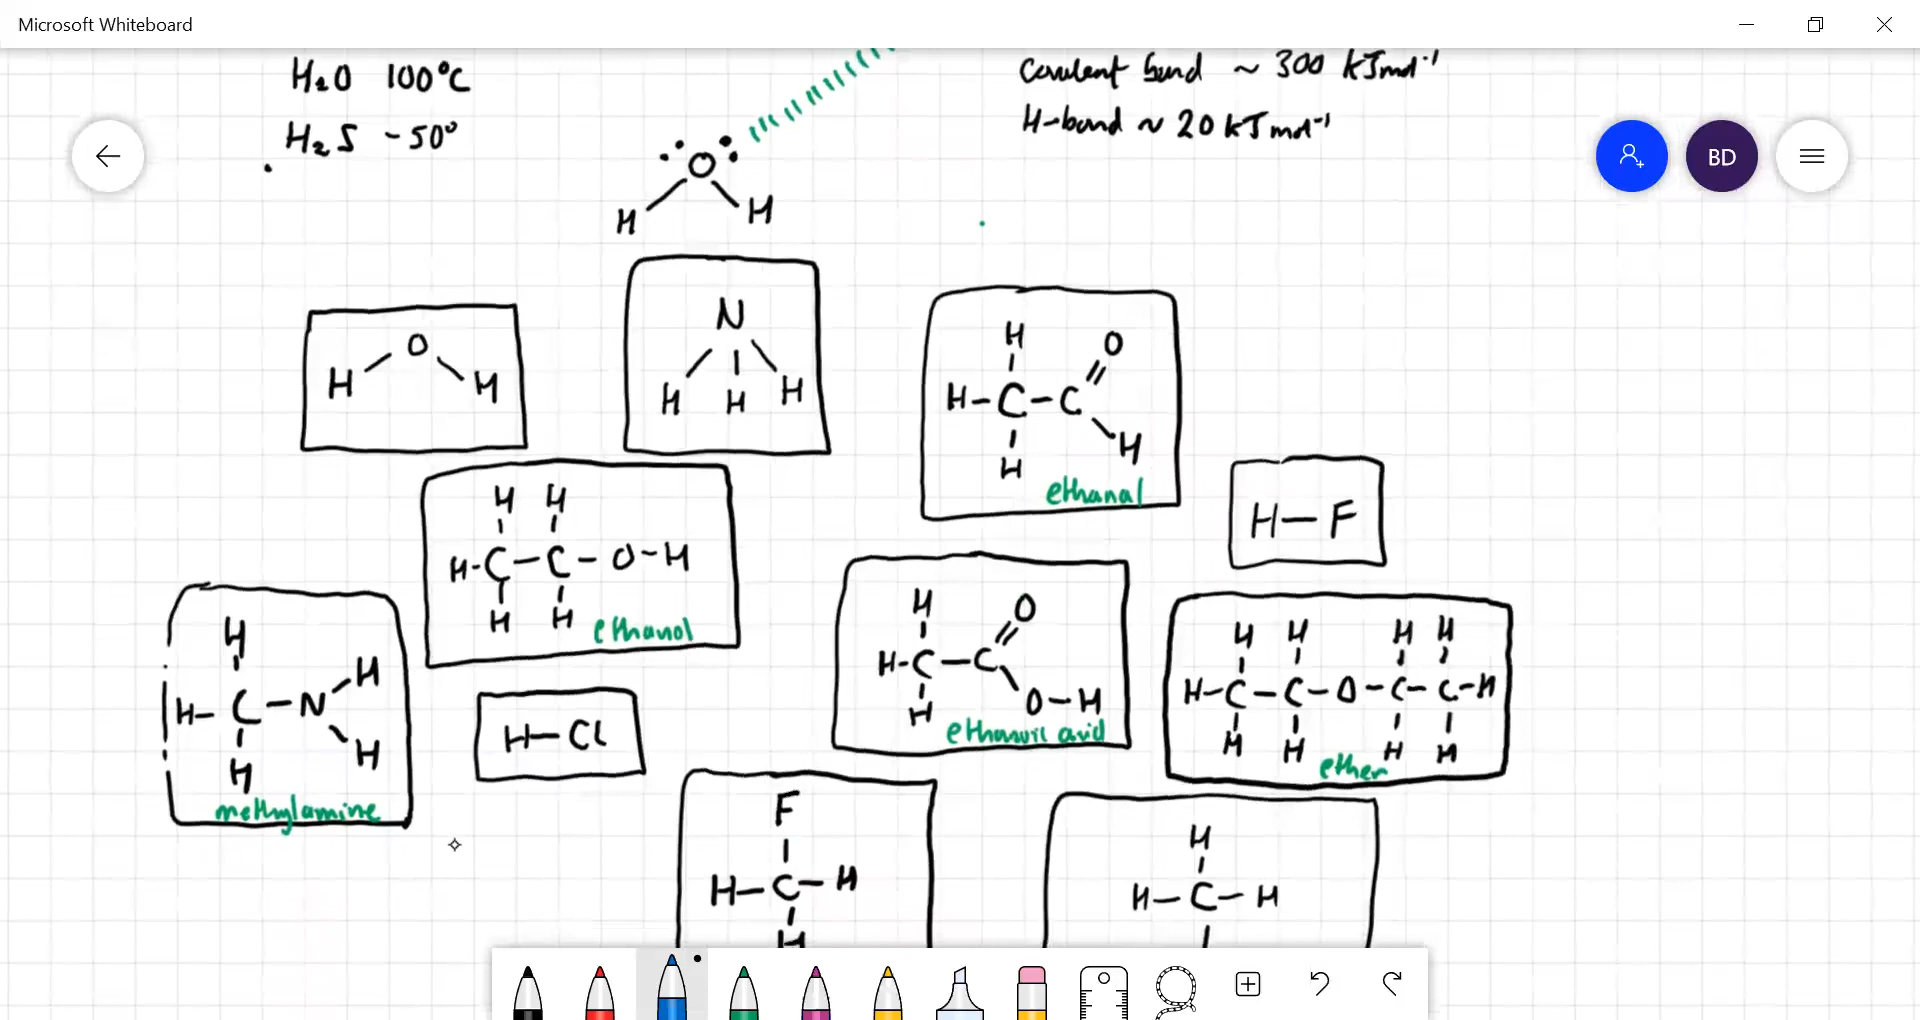 Microsoft Whiteboard
H₂O 100°C
H₂S -50°
Covalent bond ~ 300 kJmol⁻¹
H-bond ~ 20 kJmol⁻¹
BD
O
H H
N
H H H
O
H H
H O
H-C-C
H H
ethanal
H-F
H H
H-C-C-O-H
H H
ethanol
H O
H-C-C
H O-H
ethanoic acid
H H H H
H-C-C-O-C-C-H
H H H H
ether
H H
H-C-N
H H
methylamine
H-Cl
F
H-C-H
H
H
H-C-H